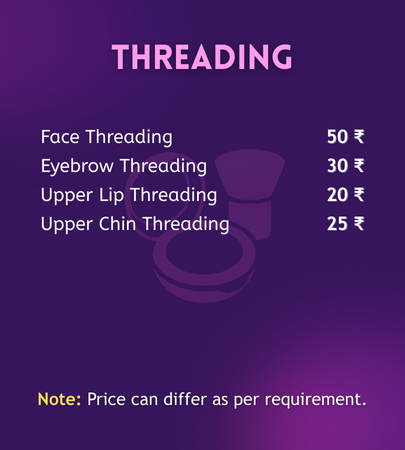 THREADING
Face Threading 50 ₹
Eyebrow Threading 30 ₹
Upper Lip Threading 20 ₹
Upper Chin Threading 25 ₹
Note: Price can differ as per requirement.